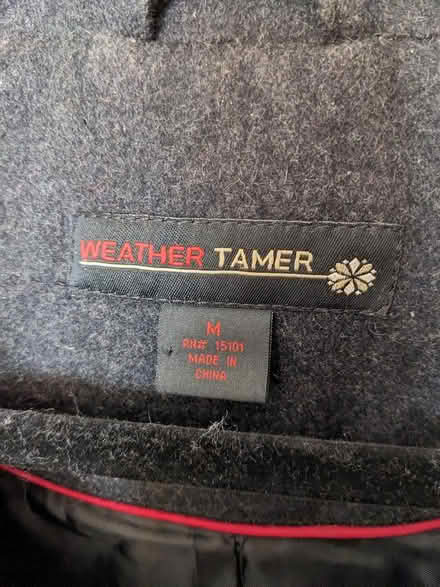 WEATHER TAMER
M
RN# 15101
MADE IN
CHINA